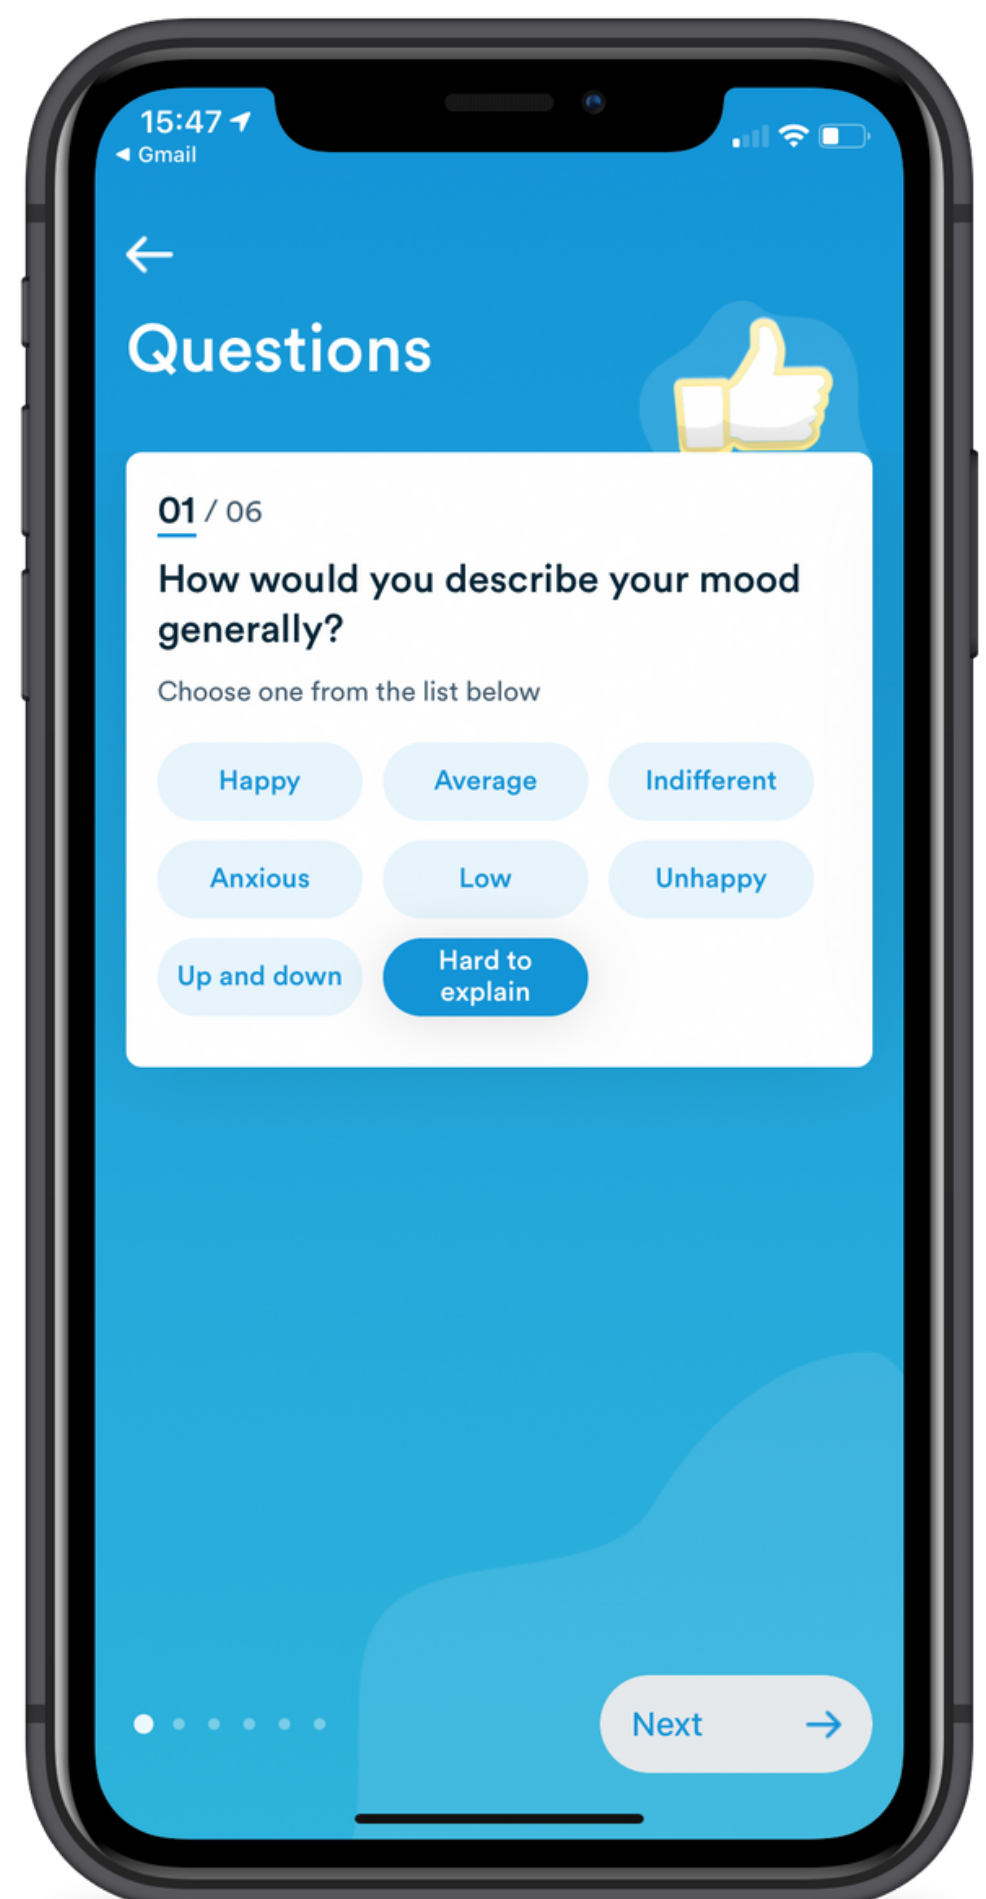 15:47
◀ Gmail
Questions
01 / 06
How would you describe your mood
generally?
Choose one from the list below
Happy Average Indifferent
Anxious Low Unhappy
Up and down Hard to
explain
Next →